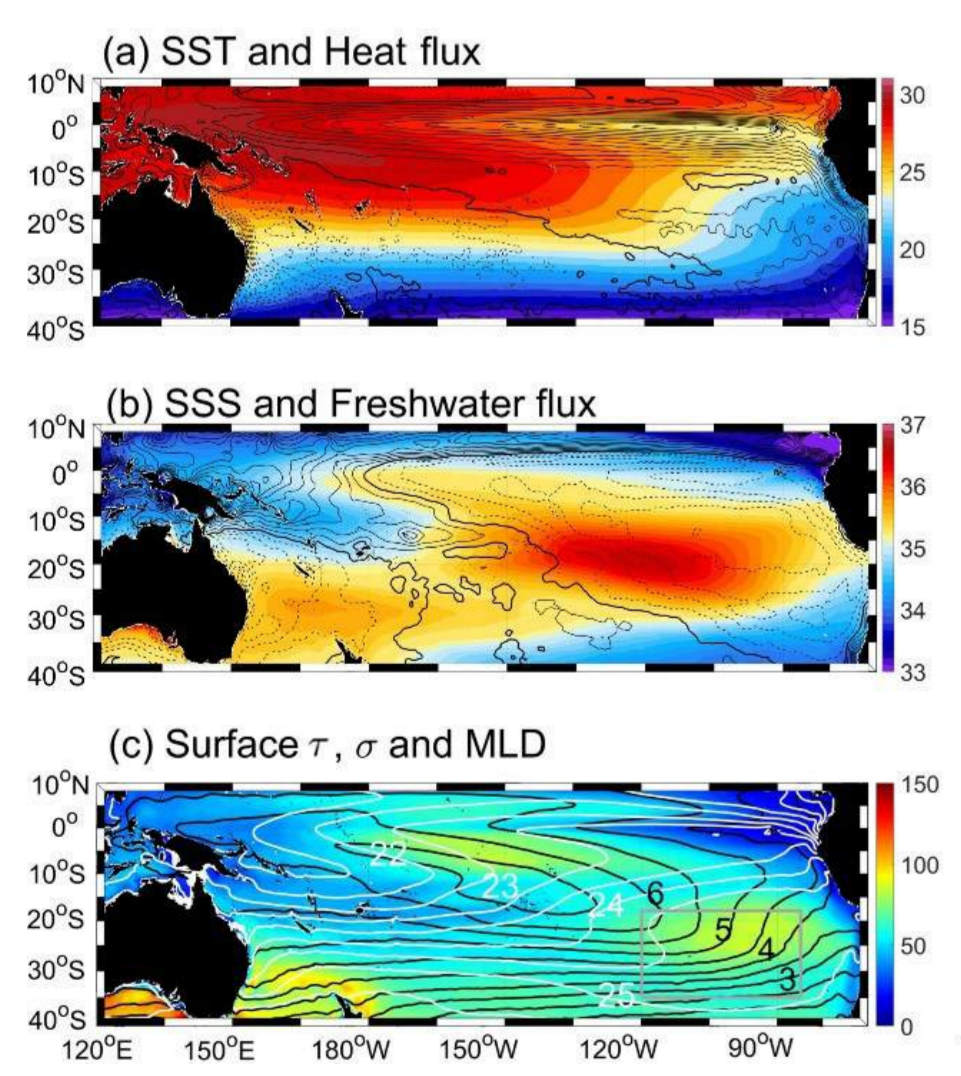 (a) SST and Heat flux
10°N
0°
10°S
20°S
30°S
40°S
30
25
20
15
(b) SSS and Freshwater flux
10°N
0°
10°S
20°S
30°S
40°S
37
36
35
34
33
(c) Surface τ, σ and MLD
10°N
0°
10°S
20°S
30°S
40°S
22
23
24
25
6
5
4
3
150
100
50
0
120°E 150°E 180°W 150°W 120°W 90°W